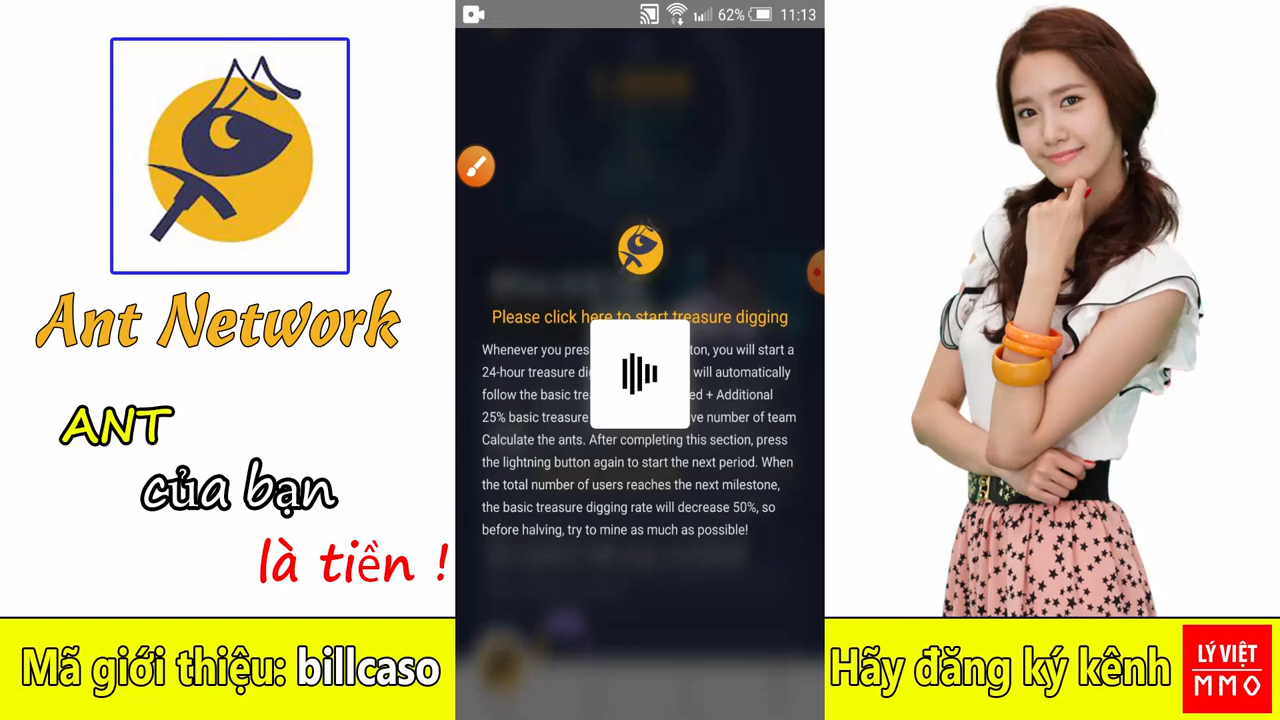 62% 11:13
Ant Network
ANT
của bạn
là tiền !
Please click here to start treasure digging
Whenever you pres ton, you will start a
24-hour treasure di will automatically
follow the basic tre ed + Additional
25% basic treasure ve number of team
Calculate the ants. After completing this section, press
the lightning button again to start the next period. When
the total number of users reaches the next milestone,
the basic treasure digging rate will decrease 50%, so
before halving, try to mine as much as possible!
Mã giới thiệu: billcaso
Hãy đăng ký kênh
LÝ VIỆT
MMO